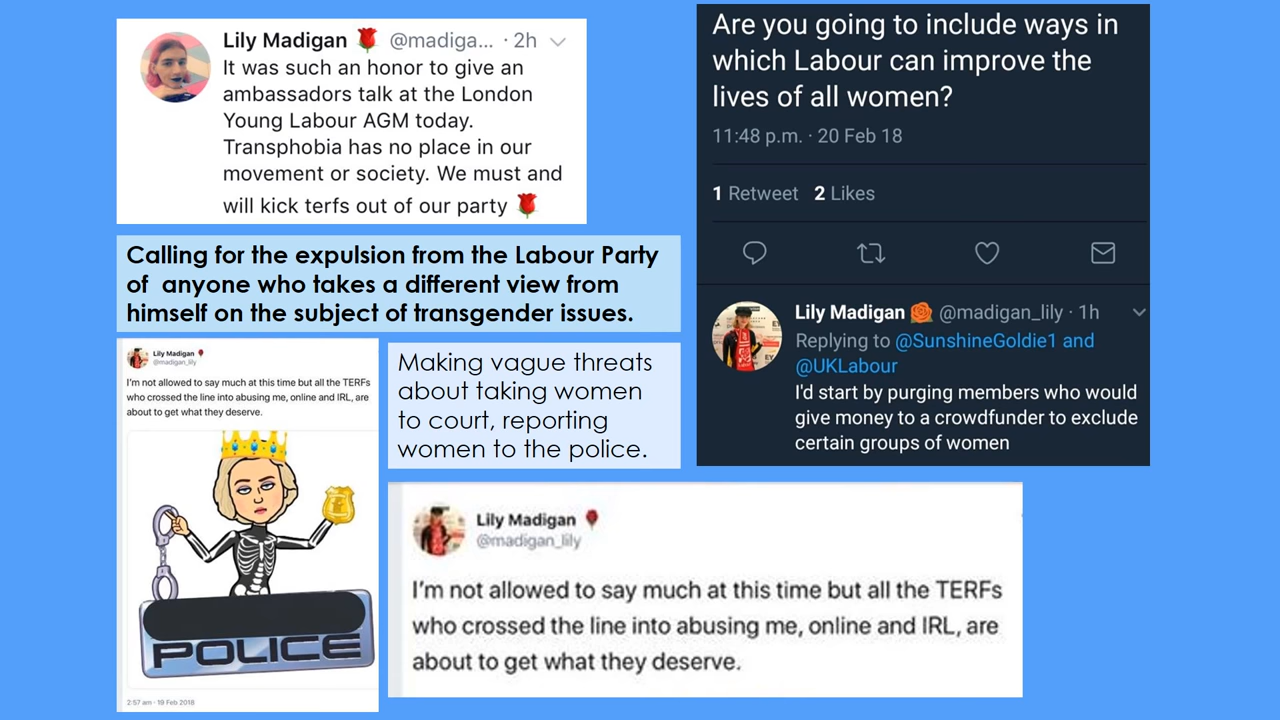 Lily Madigan 🌹 @madiga... · 2h
It was such an honor to give an
ambassadors talk at the London
Young Labour AGM today.
Transphobia has no place in our
movement or society. We must and
will kick terfs out of our party 🌹
Calling for the expulsion from the Labour Party
of anyone who takes a different view from
himself on the subject of transgender issues.
Lily Madigan 🌹
@madigan_lily
I'm not allowed to say much at this time but all the TERFs
who crossed the line into abusing me, online and IRL, are
about to get what they deserve.
POLICE
2:57 am · 19 Feb 2018
Making vague threats
about taking women
to court, reporting
women to the police.
Are you going to include ways in
which Labour can improve the
lives of all women?
11:48 p.m. · 20 Feb 18
1 Retweet 2 Likes
Lily Madigan 🌹 @madigan_lily · 1h
Replying to @SunshineGoldie1 and
@UKLabour
I'd start by purging members who would
give money to a crowdfunder to exclude
certain groups of women
Lily Madigan 🌹
@madigan_lily
I'm not allowed to say much at this time but all the TERFs
who crossed the line into abusing me, online and IRL, are
about to get what they deserve.